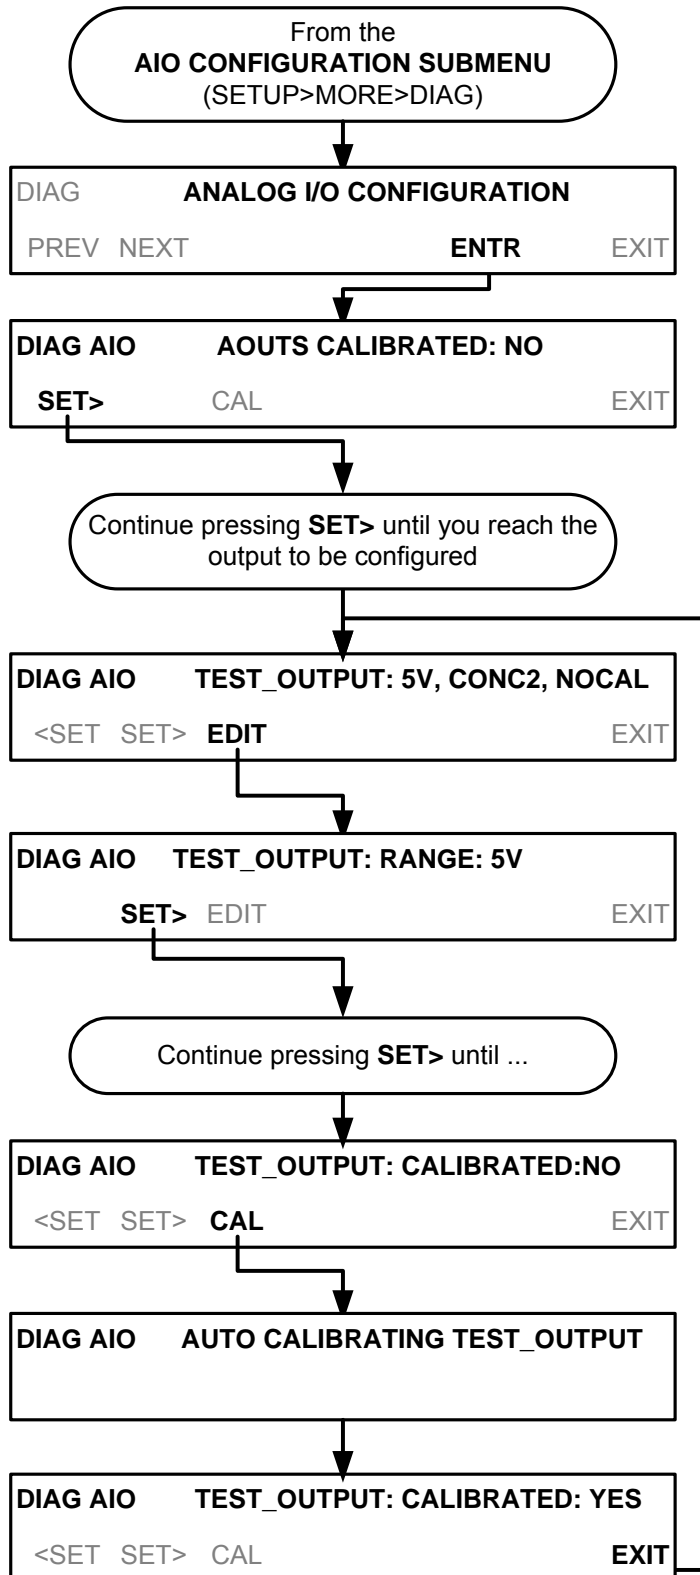 From the
AIO CONFIGURATION SUBMENU
(SETUP>MORE>DIAG)
DIAG ANALOG I/O CONFIGURATION
PREV NEXT ENTR EXIT
DIAG AIO AOUTS CALIBRATED: NO
SET> CAL EXIT
Continue pressing SET> until you reach the
output to be configured
DIAG AIO TEST_OUTPUT: 5V, CONC2, NOCAL
<SET SET> EDIT EXIT
DIAG AIO TEST_OUTPUT: RANGE: 5V
SET> EDIT EXIT
Continue pressing SET> until ...
DIAG AIO TEST_OUTPUT: CALIBRATED:NO
<SET SET> CAL EXIT
DIAG AIO AUTO CALIBRATING TEST_OUTPUT
DIAG AIO TEST_OUTPUT: CALIBRATED: YES
<SET SET> CAL EXIT